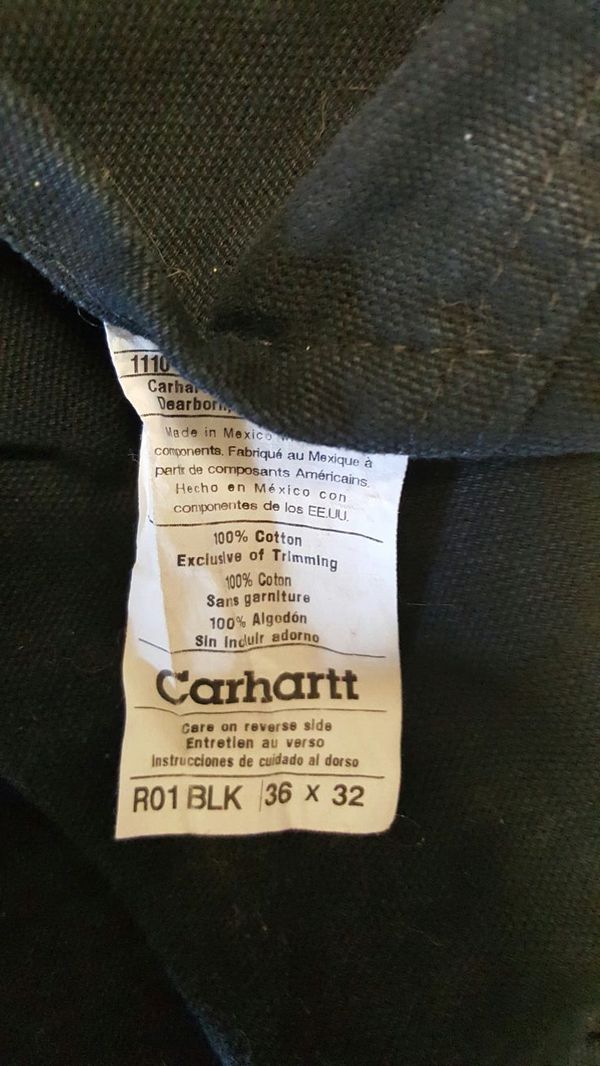 1110
Carha
Dearborn,
Made in Mexico
components. Fabriqué au Mexique à
partir de composants Américains.
Hecho en México con
componentes de los EE.UU.
100% Cotton
Exclusive of Trimming
100% Coton
Sans garniture
100% Algodón
Sin incluir adorno
Carhartt
Care on reverse side
Entretien au verso
Instrucciones de cuidado al dorso
R01 BLK 36 x 32